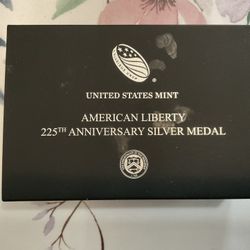 UNITED STATES MINT
AMERICAN LIBERTY
225TH ANNIVERSARY SILVER MEDAL